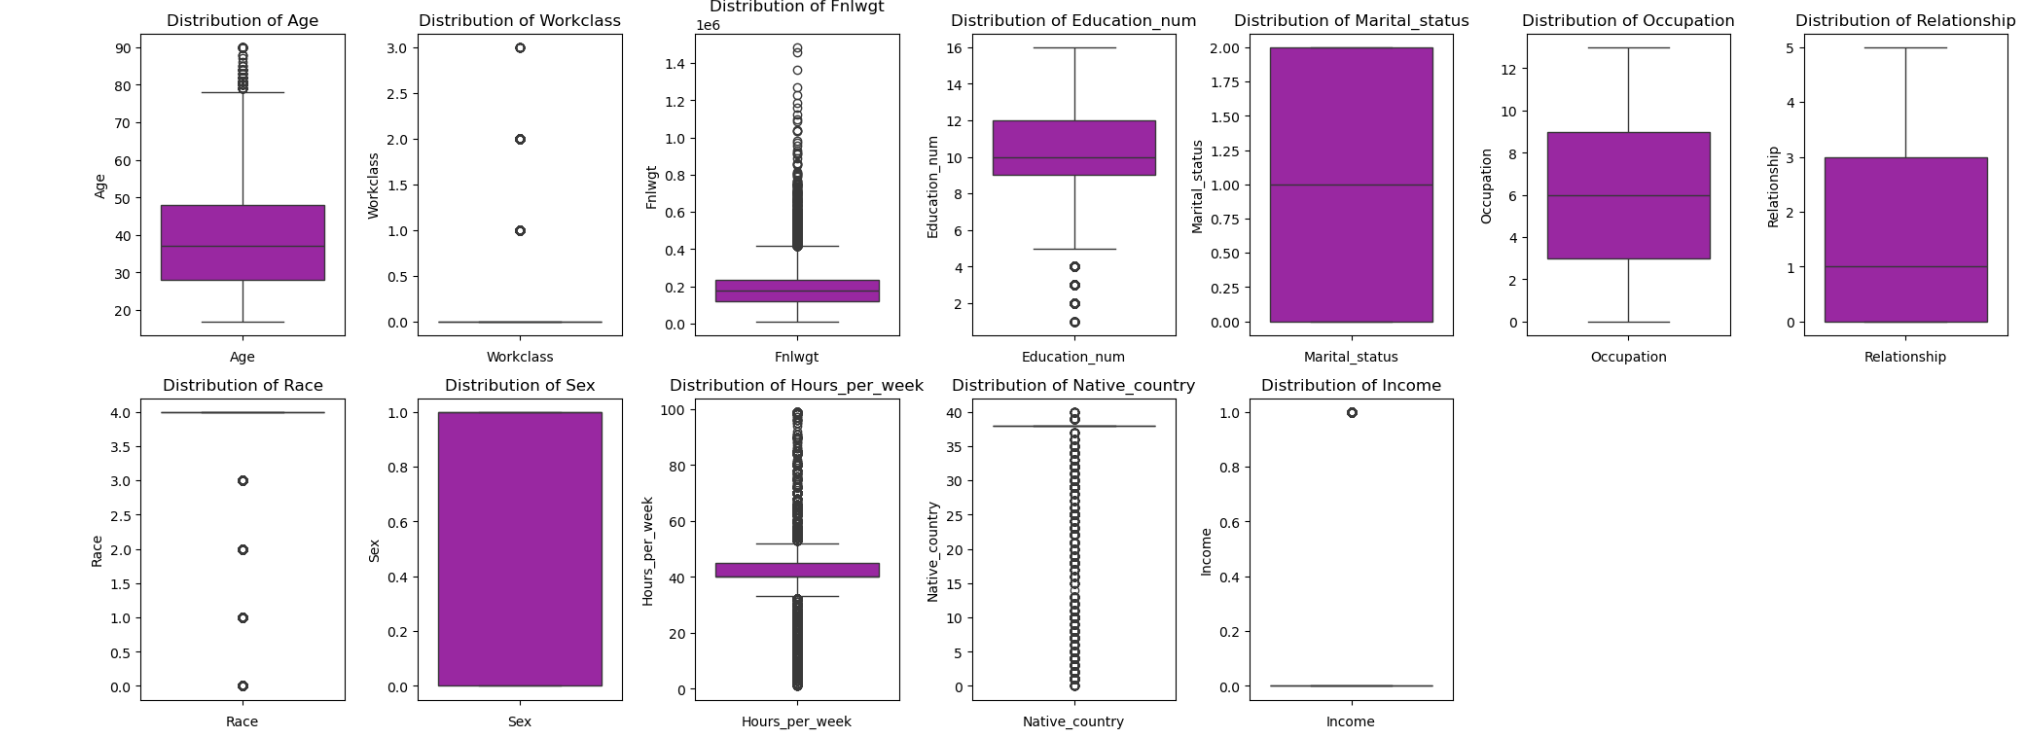 Distribution of Age
Age
90
80
70
60
50
40
30
20
Age
Distribution of Workclass
Workclass
3.0
2.5
2.0
1.5
1.0
0.5
0.0
Workclass
Distribution of Fnlwgt
1e6
Fnlwgt
1.4
1.2
1.0
0.8
0.6
0.4
0.2
0.0
Fnlwgt
Distribution of Education_num
Education_num
16
14
12
10
8
6
4
2
Education_num
Distribution of Marital_status
Marital_status
2.00
1.75
1.50
1.25
1.00
0.75
0.50
0.25
0.00
Marital_status
Distribution of Occupation
Occupation
12
10
8
6
4
2
0
Occupation
Distribution of Relationship
Relationship
5
4
3
2
1
0
Relationship
Distribution of Race
Race
4.0
3.5
3.0
2.5
2.0
1.5
1.0
0.5
0.0
Race
Distribution of Sex
Sex
1.0
0.8
0.6
0.4
0.2
0.0
Sex
Distribution of Hours_per_week
Hours_per_week
100
80
60
40
20
0
Hours_per_week
Distribution of Native_country
Native_country
40
35
30
25
20
15
10
5
0
Native_country
Distribution of Income
Income
1.0
0.8
0.6
0.4
0.2
0.0
Income